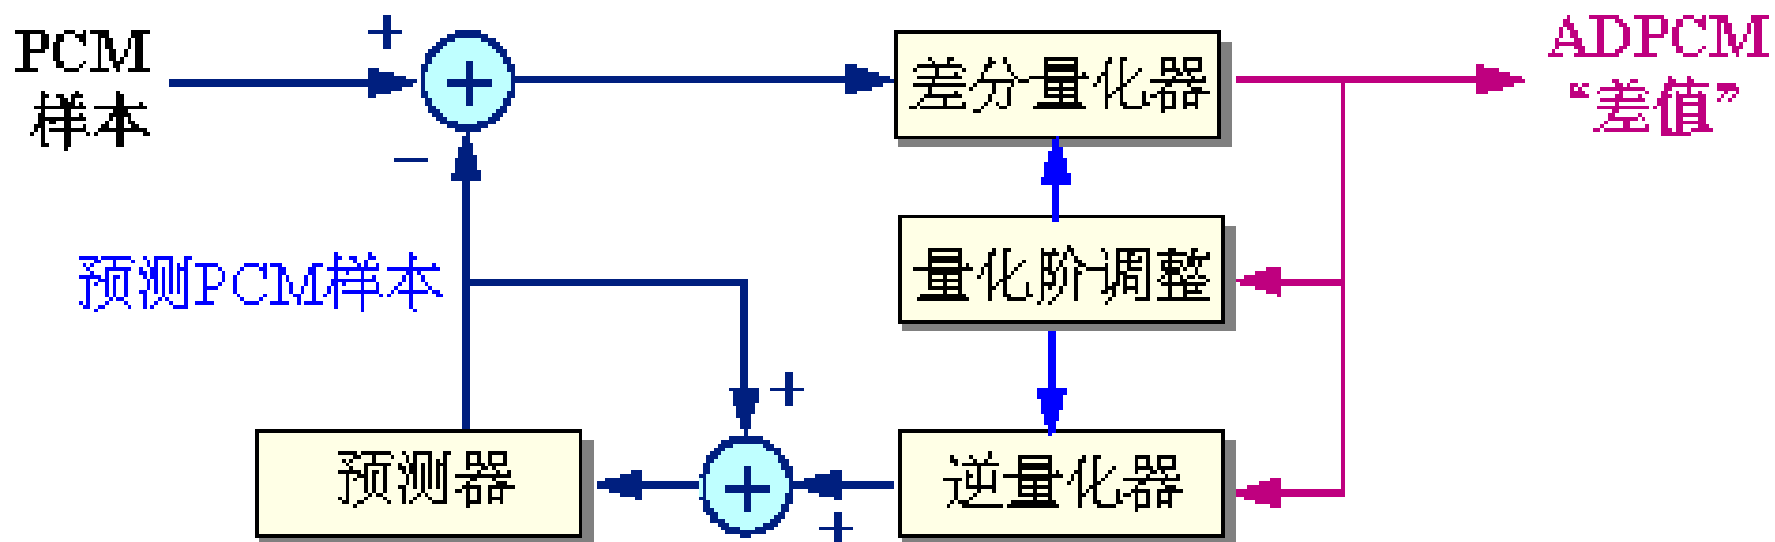 PCM
样本
+
+
−
差分量化器
ADPCM
“差值”
预测PCM样本
量化阶调整
+
预测器
+
+
逆量化器